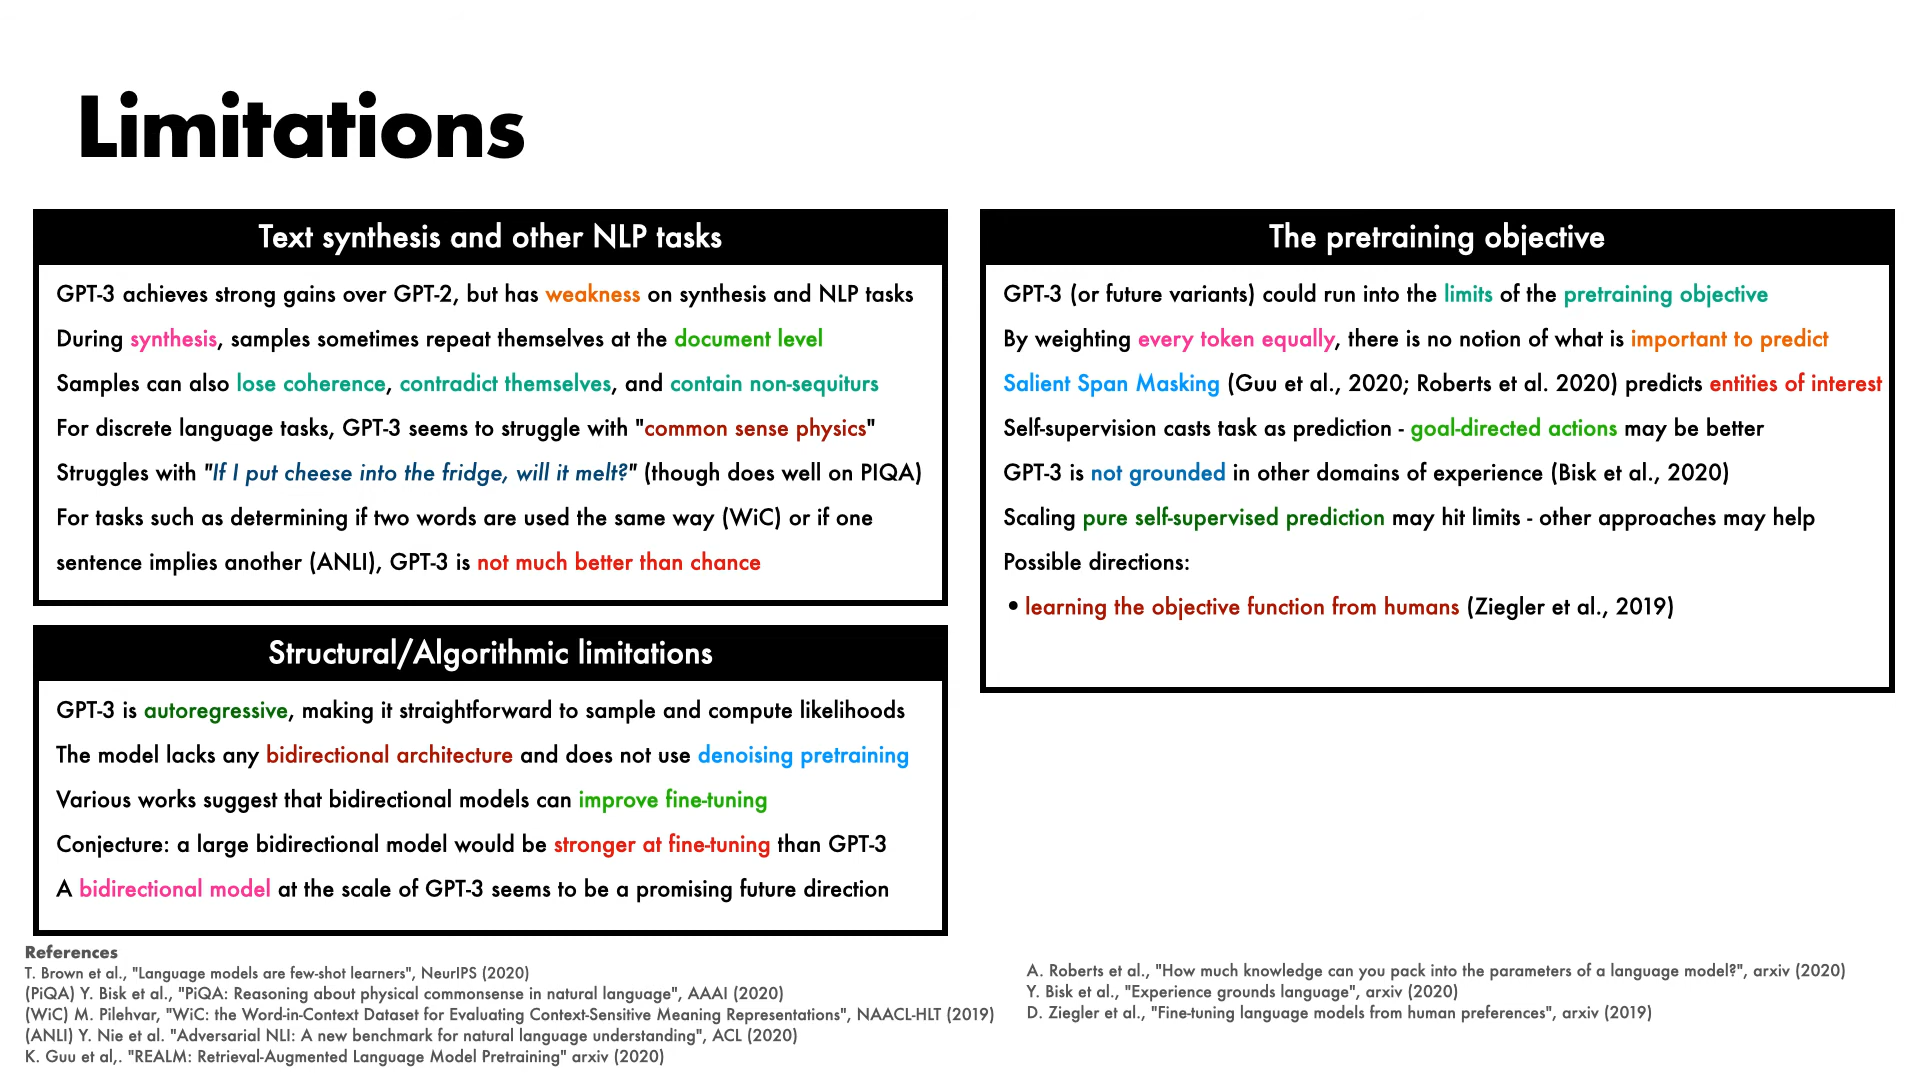 Limitations
Text synthesis and other NLP tasks
GPT-3 achieves strong gains over GPT-2, but has weakness on synthesis and NLP tasks
During synthesis, samples sometimes repeat themselves at the document level
Samples can also lose coherence, contradict themselves, and contain non-sequiturs
For discrete language tasks, GPT-3 seems to struggle with "common sense physics"
Struggles with "If I put cheese into the fridge, will it melt?" (though does well on PIQA)
For tasks such as determining if two words are used the same way (WiC) or if one
sentence implies another (ANLI), GPT-3 is not much better than chance
Structural/Algorithmic limitations
GPT-3 is autoregressive, making it straightforward to sample and compute likelihoods
The model lacks any bidirectional architecture and does not use denoising pretraining
Various works suggest that bidirectional models can improve fine-tuning
Conjecture: a large bidirectional model would be stronger at fine-tuning than GPT-3
A bidirectional model at the scale of GPT-3 seems to be a promising future direction
The pretraining objective
GPT-3 (or future variants) could run into the limits of the pretraining objective
By weighting every token equally, there is no notion of what is important to predict
Salient Span Masking (Guu et al., 2020; Roberts et al. 2020) predicts entities of interest
Self-supervision casts task as prediction - goal-directed actions may be better
GPT-3 is not grounded in other domains of experience (Bisk et al., 2020)
Scaling pure self-supervised prediction may hit limits - other approaches may help
Possible directions:
• learning the objective function from humans (Ziegler et al., 2019)
References
T. Brown et al., "Language models are few-shot learners", NeurIPS (2020)
(PiQA) Y. Bisk et al., "PiQA: Reasoning about physical commonsense in natural language", AAAI (2020)
(WiC) M. Pilehvar, "WiC: the Word-in-Context Dataset for Evaluating Context-Sensitive Meaning Representations", NAACL-HLT (2019)
(ANLI) Y. Nie et al. "Adversarial NLI: A new benchmark for natural language understanding", ACL (2020)
K. Guu et al,. "REALM: Retrieval-Augmented Language Model Pretraining" arxiv (2020)
A. Roberts et al., "How much knowledge can you pack into the parameters of a language model?", arxiv (2020)
Y. Bisk et al., "Experience grounds language", arxiv (2020)
D. Ziegler et al., "Fine-tuning language models from human preferences", arxiv (2019)